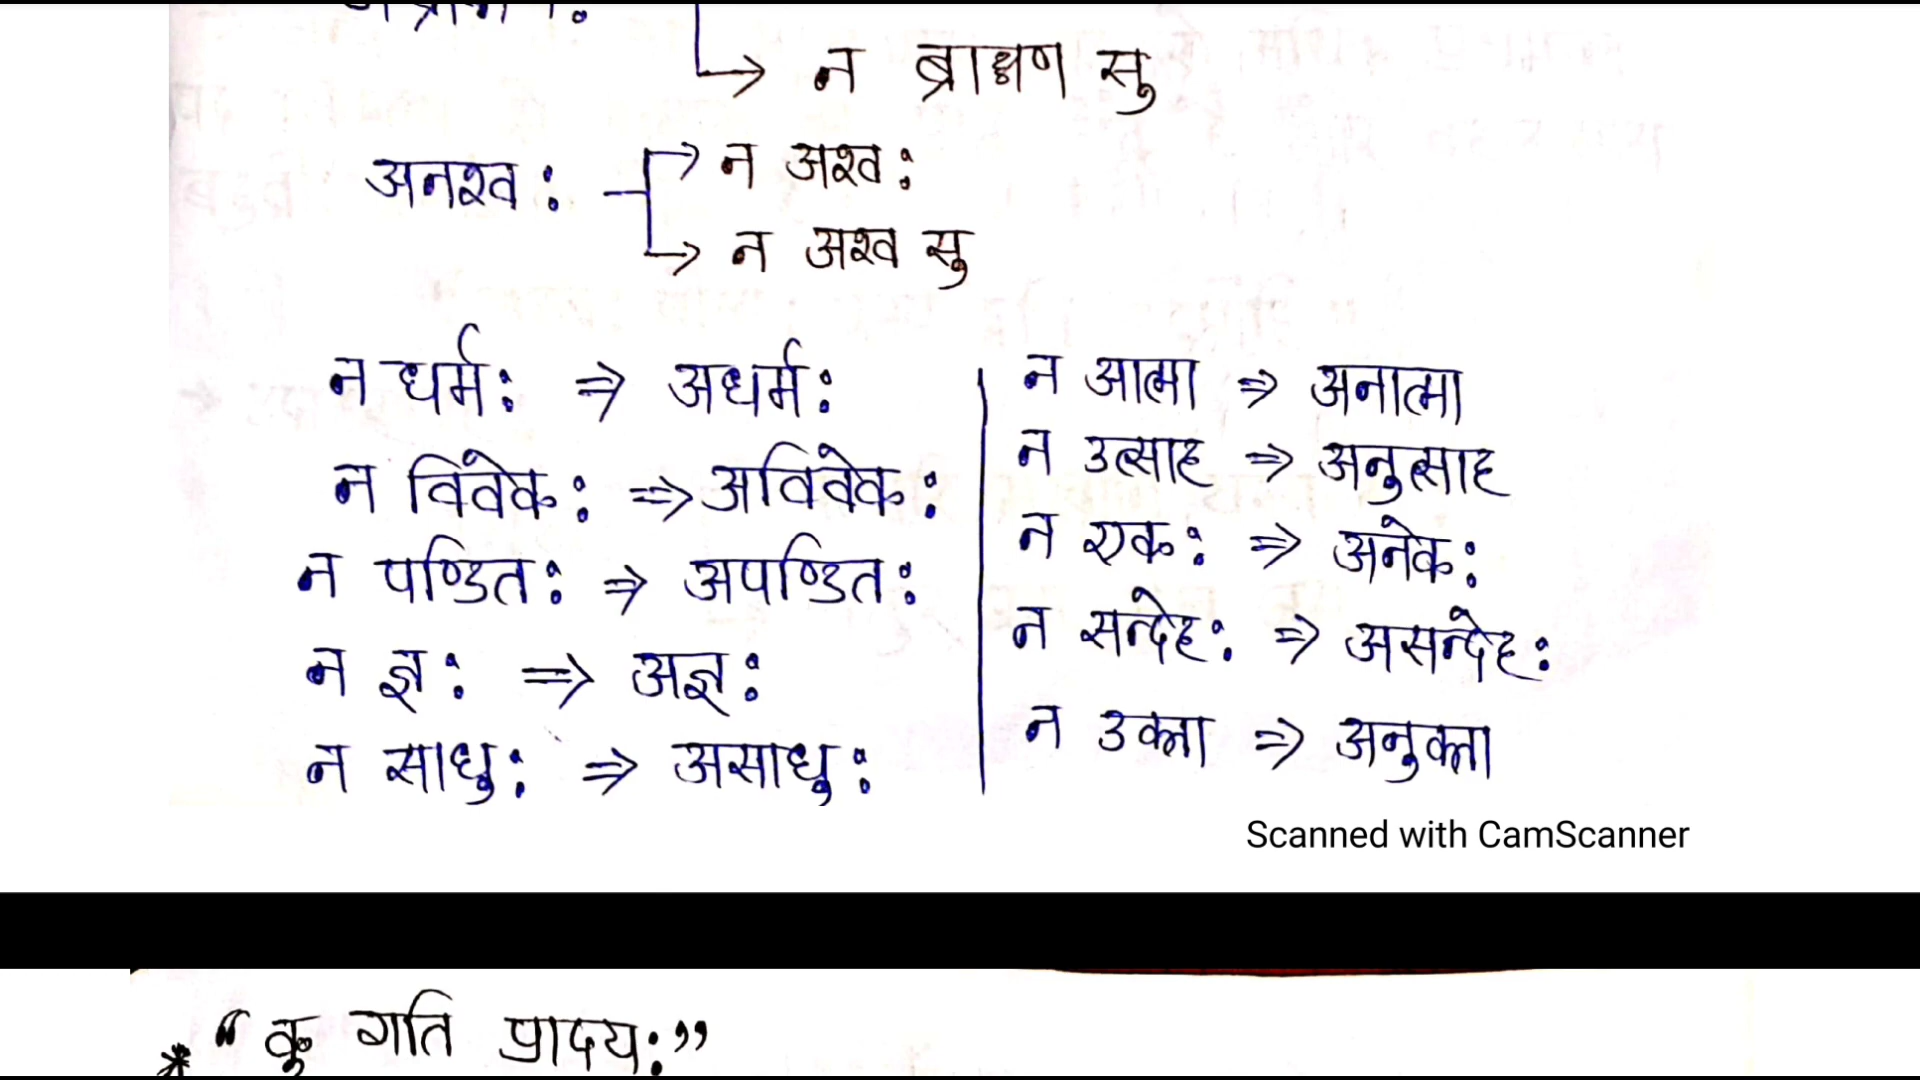 → न ब्राह्मण सु
→ न अश्व:
अनश्व:
→ न अश्व सु
न धर्म: ⇒ अधर्म:
न विवेक: ⇒ अविवेक:
न पण्डित: ⇒ अपण्डित:
न ज्ञ: ⇒ अज्ञ:
न साधु: ⇒ असाधु:
न आत्मा ⇒ अनात्मा
न उत्साह ⇒ अनुत्साह
न एक: ⇒ अनेक:
न सन्देह: ⇒ असन्देह:
न उक्ता ⇒ अनुक्ता
Scanned with CamScanner
* “कु गति प्रादय:”